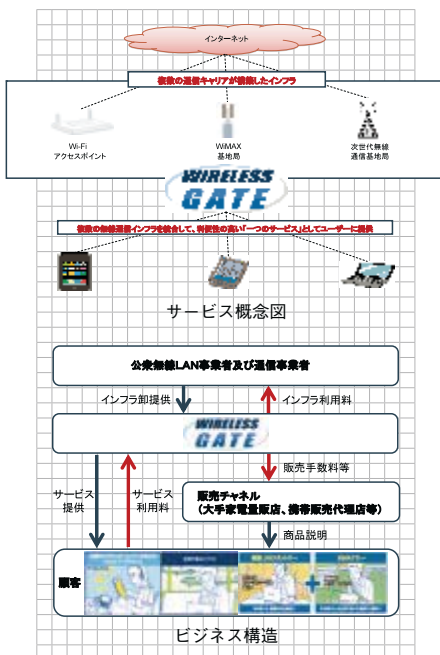 インターネット
複数の通信キャリアが構築したインフラ
Wi-Fi
アクセスポイント
WiMAX
基地局
次世代無線
通信基地局
WIRELESS
GATE
複数の無線通信インフラを統合して、利便性の高い「一つのサービス」としてユーザーに提供
サービス概念図
公衆無線LAN事業者及び通信事業者
インフラ卸提供
インフラ利用料
WIRELESS
GATE
販売手数料等
サービス
提供
サービス
利用料
販売チャネル
（大手家電量販店、携帯販売代理店等）
商品説明
顧客
ビジネス構造